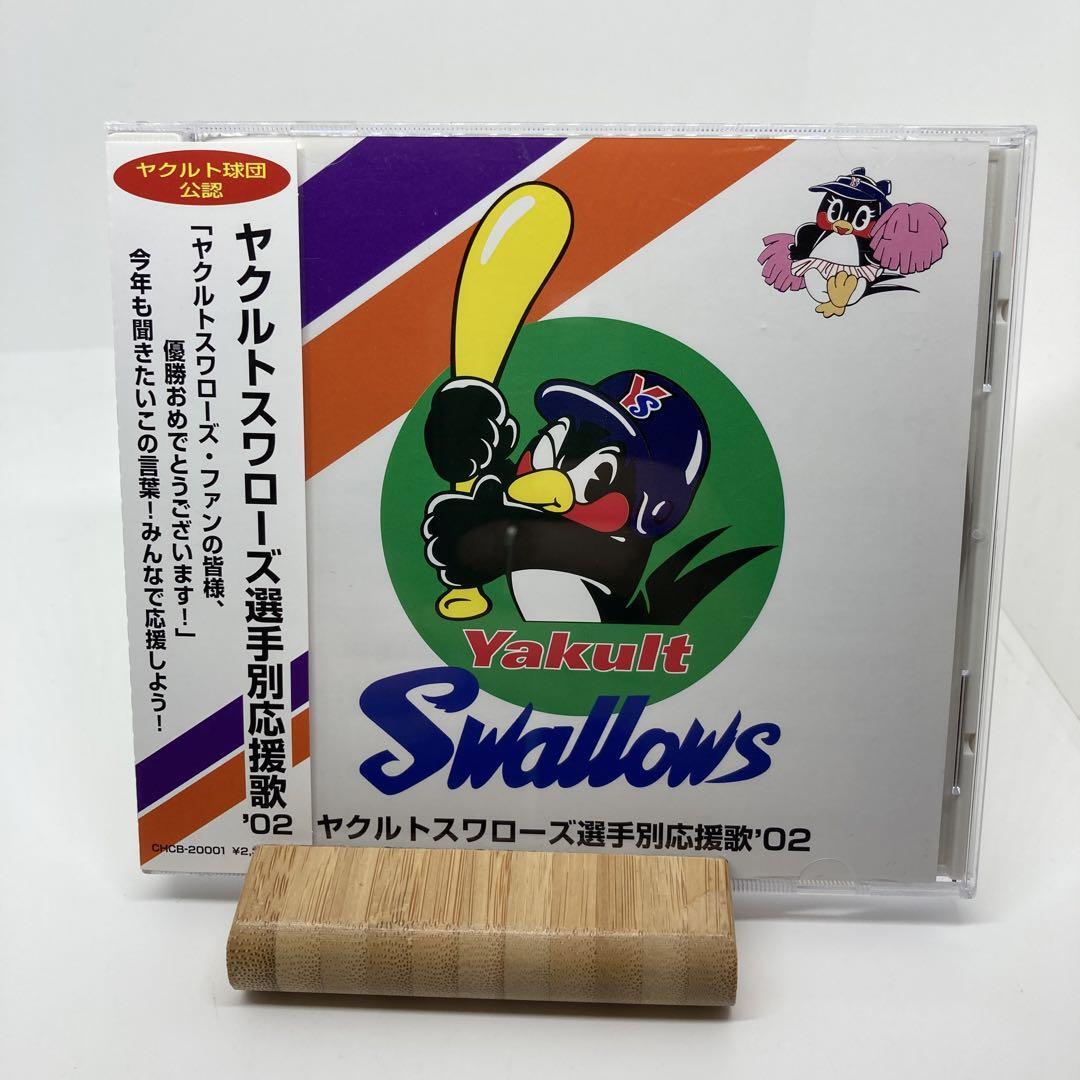 ヤクルト球団
公認
ヤクルトスワローズ選手別応援歌'02
「ヤクルトスワローズ・ファンの皆様、
優勝おめでとうございます！」
今年も聞きたいこの言葉！みんなで応援しよう！
CHCB-20001 ¥2,
YS
Yakult
Swallows
ヤクルトスワローズ選手別応援歌'02